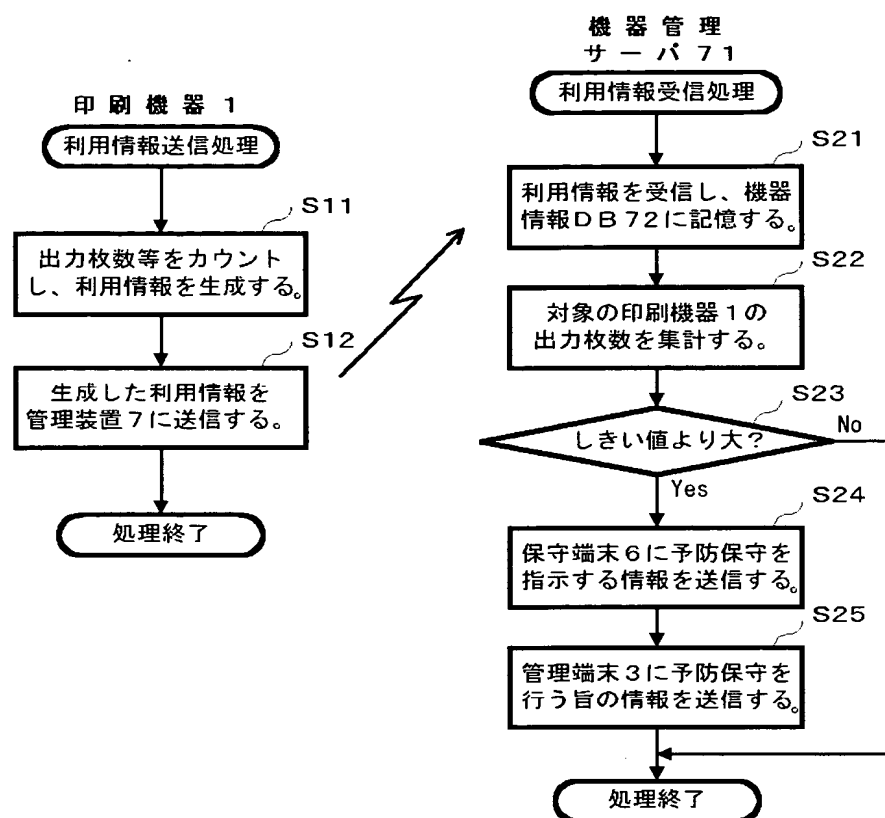 印刷機器1
利用情報送信処理
S11
出力枚数等をカウント
し、利用情報を生成する。
S12
生成した利用情報を
管理装置7に送信する。
処理終了
機器管理
サーバ71
利用情報受信処理
S21
利用情報を受信し、機器
情報DB72に記憶する。
S22
対象の印刷機器1の
出力枚数を集計する。
S23
しきい値より大?
No
Yes
S24
保守端末6に予防保守を
指示する情報を送信する。
S25
管理端末3に予防保守を
行う旨の情報を送信する。
処理終了